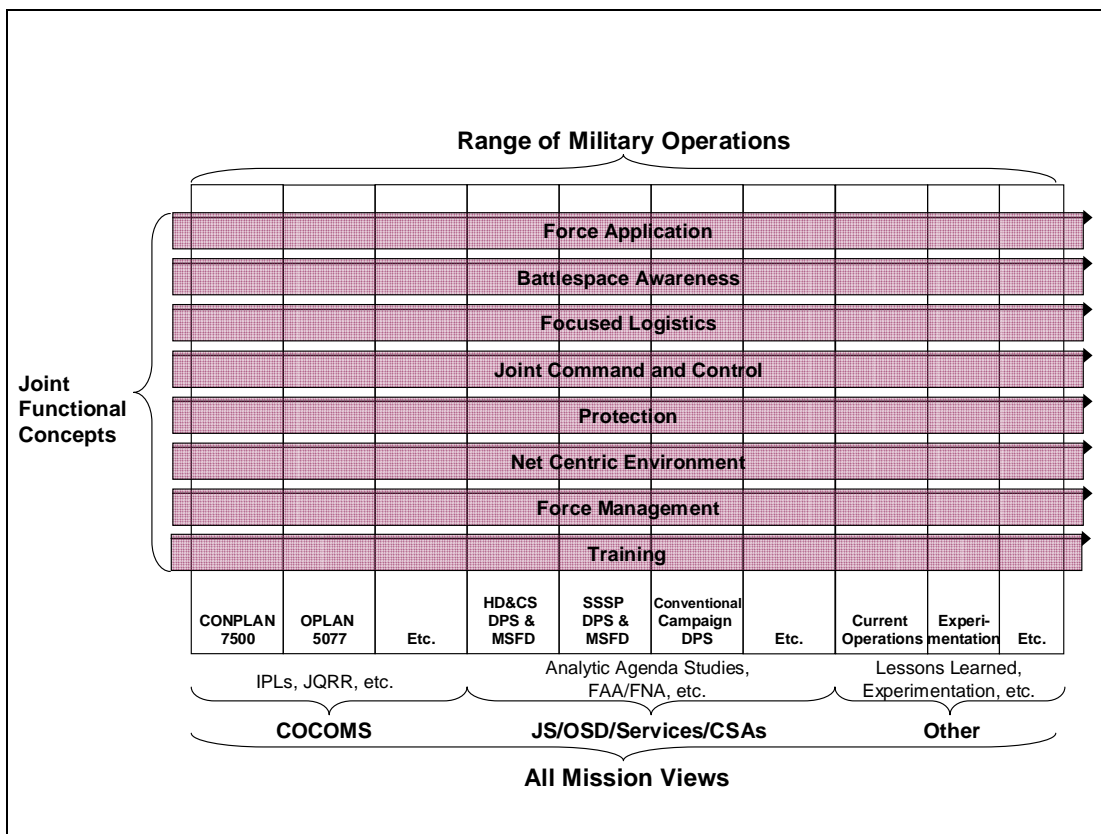 Range of Military Operations
Force Application
Battlespace Awareness
Focused Logistics
Joint Command and Control
Protection
Net Centric Environment
Force Management
Training
Joint
Functional
Concepts
CONPLAN
7500
OPLAN
5077
Etc.
HD&CS
DPS &
MSFD
SSSP
DPS &
MSFD
Conventional
Campaign
DPS
Etc.
Current
Operations
Experi-
mentation
Etc.
IPLs, JQRR, etc.
Analytic Agenda Studies,
FAA/FNA, etc.
Lessons Learned,
Experimentation, etc.
COCOMS
JS/OSD/Services/CSAs
Other
All Mission Views